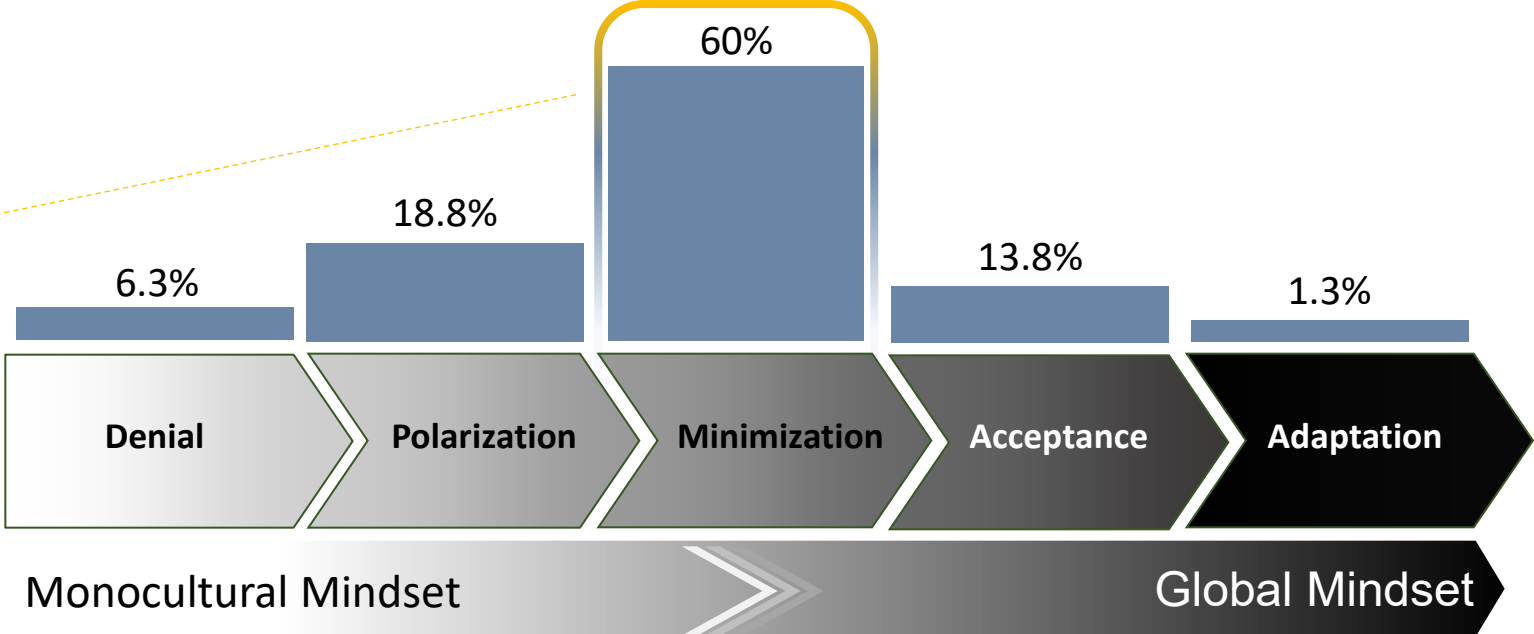 60%
18.8%
13.8%
6.3%
1.3%
Denial
Polarization
Minimization
Acceptance
Adaptation
Monocultural Mindset
Global Mindset